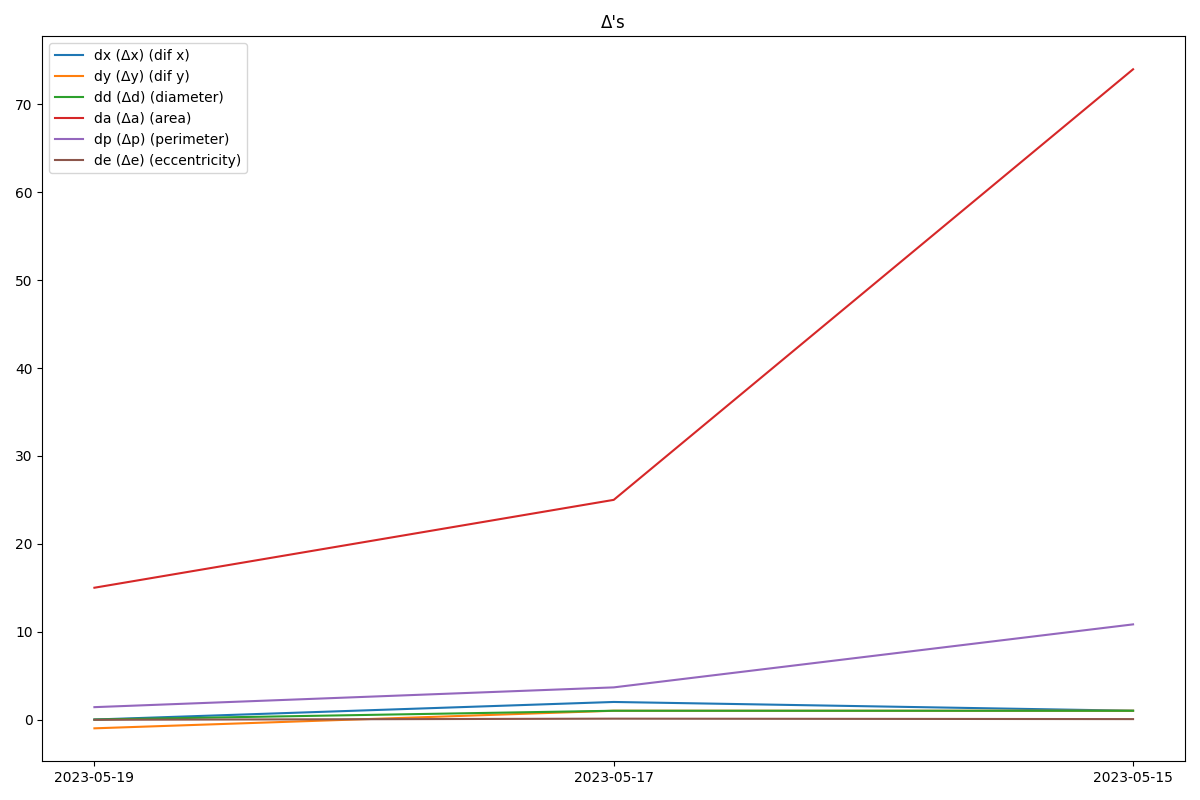 Δ's
dx (Δx) (dif x)
dy (Δy) (dif y)
dd (Δd) (diameter)
da (Δa) (area)
dp (Δp) (perimeter)
de (Δe) (eccentricity)
70
60
50
40
30
20
10
0
2023-05-19 2023-05-17 2023-05-15